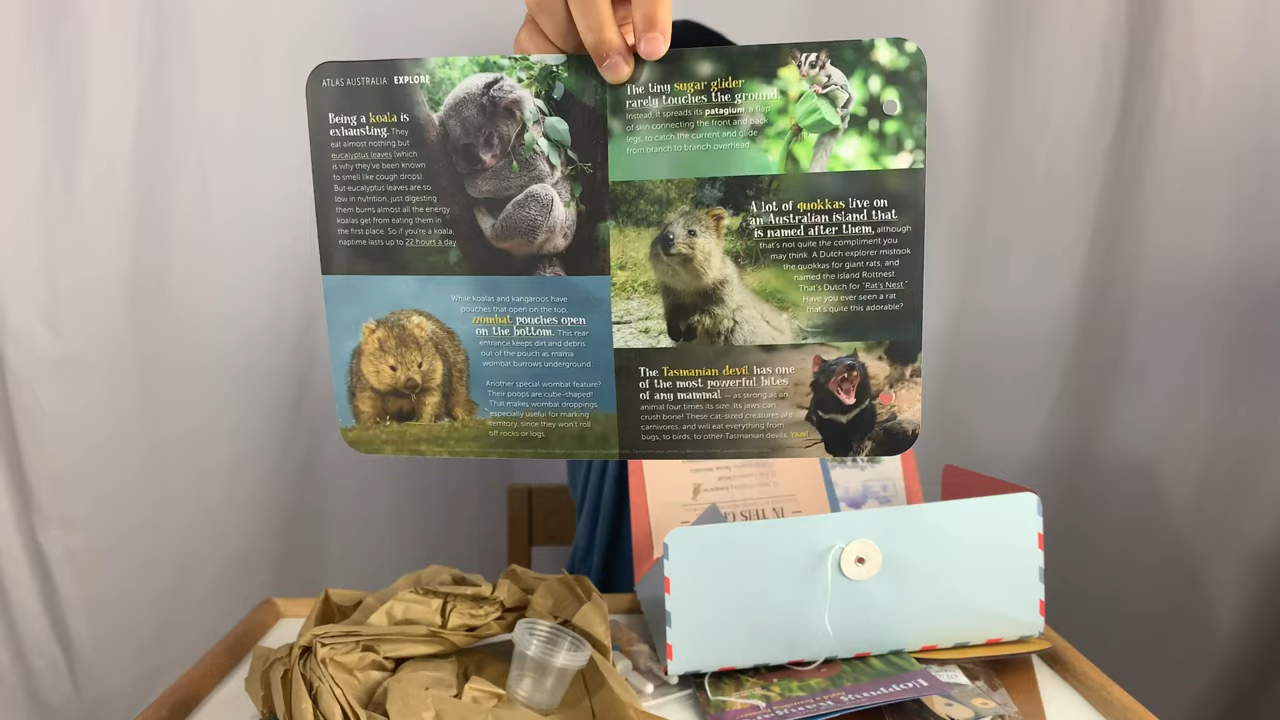 ATLAS AUSTRALIA: EXPLORE
Being a koala is
exhausting. They
eat almost nothing but
eucalyptus leaves (which
is why they've been known
to smell like cough drops).
But eucalyptus leaves are so
low in nutrition, just digesting
them burns almost all the energy
koalas get from eating them in
the first place. So if you're a koala,
naptime lasts up to 22 hours a day.
While koalas and kangaroos have
pouches that open on the top,
wombat pouches open
on the bottom. This rear
entrance keeps dirt and debris
out of the pouch as mama
wombat burrows underground.
Another special wombat feature?
Their poops are cube-shaped!
That makes wombat droppings
especially useful for marking
territory, since they won't roll
off rocks or logs.
The tiny sugar glider
rarely touches the ground.
Instead, it spreads its patagium, a flap
of skin connecting the front and back
legs, to catch the current and glide
from branch to branch overhead.
A lot of quokkas live on
an Australian island that
is named after them, although
that's not quite the compliment you
may think. A Dutch explorer mistook
the quokkas for giant rats, and
named the island Rottnest.
That's Dutch for "Rat's Nest."
Have you ever seen a rat
that's quite this adorable?
The Tasmanian devil has one
of the most powerful bites
of any mammal – as strong as an
animal four times its size. Its jaws can
crush bone! These cat-sized creatures are
carnivores, and will eat everything from
bugs, to birds, to other Tasmanian devils. Yikes!
IN THIS
HOPPING